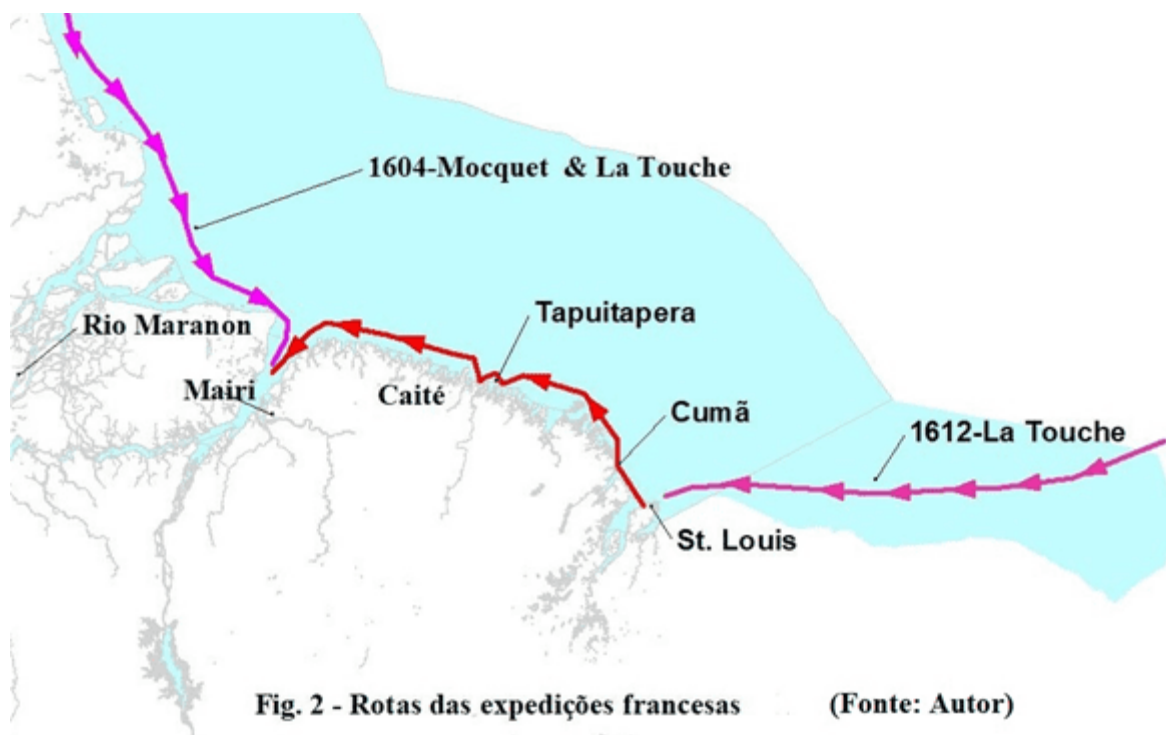 1604-Mocquet & La Touche
Tapuitapera
Rio Maranon
Mairi
Caité
Cumã
1612-La Touche
St. Louis
Fig. 2 - Rotas das expedições francesas (Fonte: Autor)